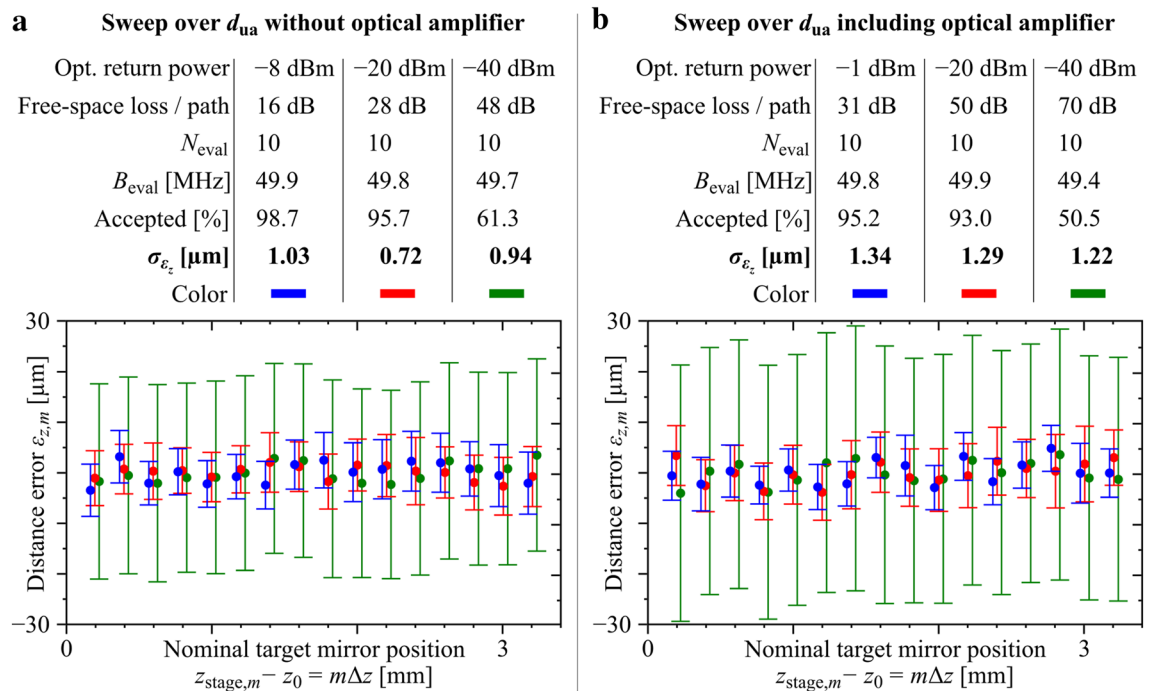 a Sweep over dua without optical amplifier
Opt. return power −8 dBm −20 dBm −40 dBm
Free-space loss / path 16 dB 28 dB 48 dB
Neval 10 10 10
Beval [MHz] 49.9 49.8 49.7
Accepted [%] 98.7 95.7 61.3
σεz [µm] 1.03 0.72 0.94
Color
30
Distance error εz,m [µm]
−30
0 3
Nominal target mirror position
zstage,m− z0 = mΔz [mm]
b Sweep over dua including optical amplifier
Opt. return power −1 dBm −20 dBm −40 dBm
Free-space loss / path 31 dB 50 dB 70 dB
Neval 10 10 10
Beval [MHz] 49.8 49.9 49.4
Accepted [%] 95.2 93.0 50.5
σεz [µm] 1.34 1.29 1.22
Color
30
Distance error εz,m [µm]
−30
0 3
Nominal target mirror position
zstage,m− z0 = mΔz [mm]